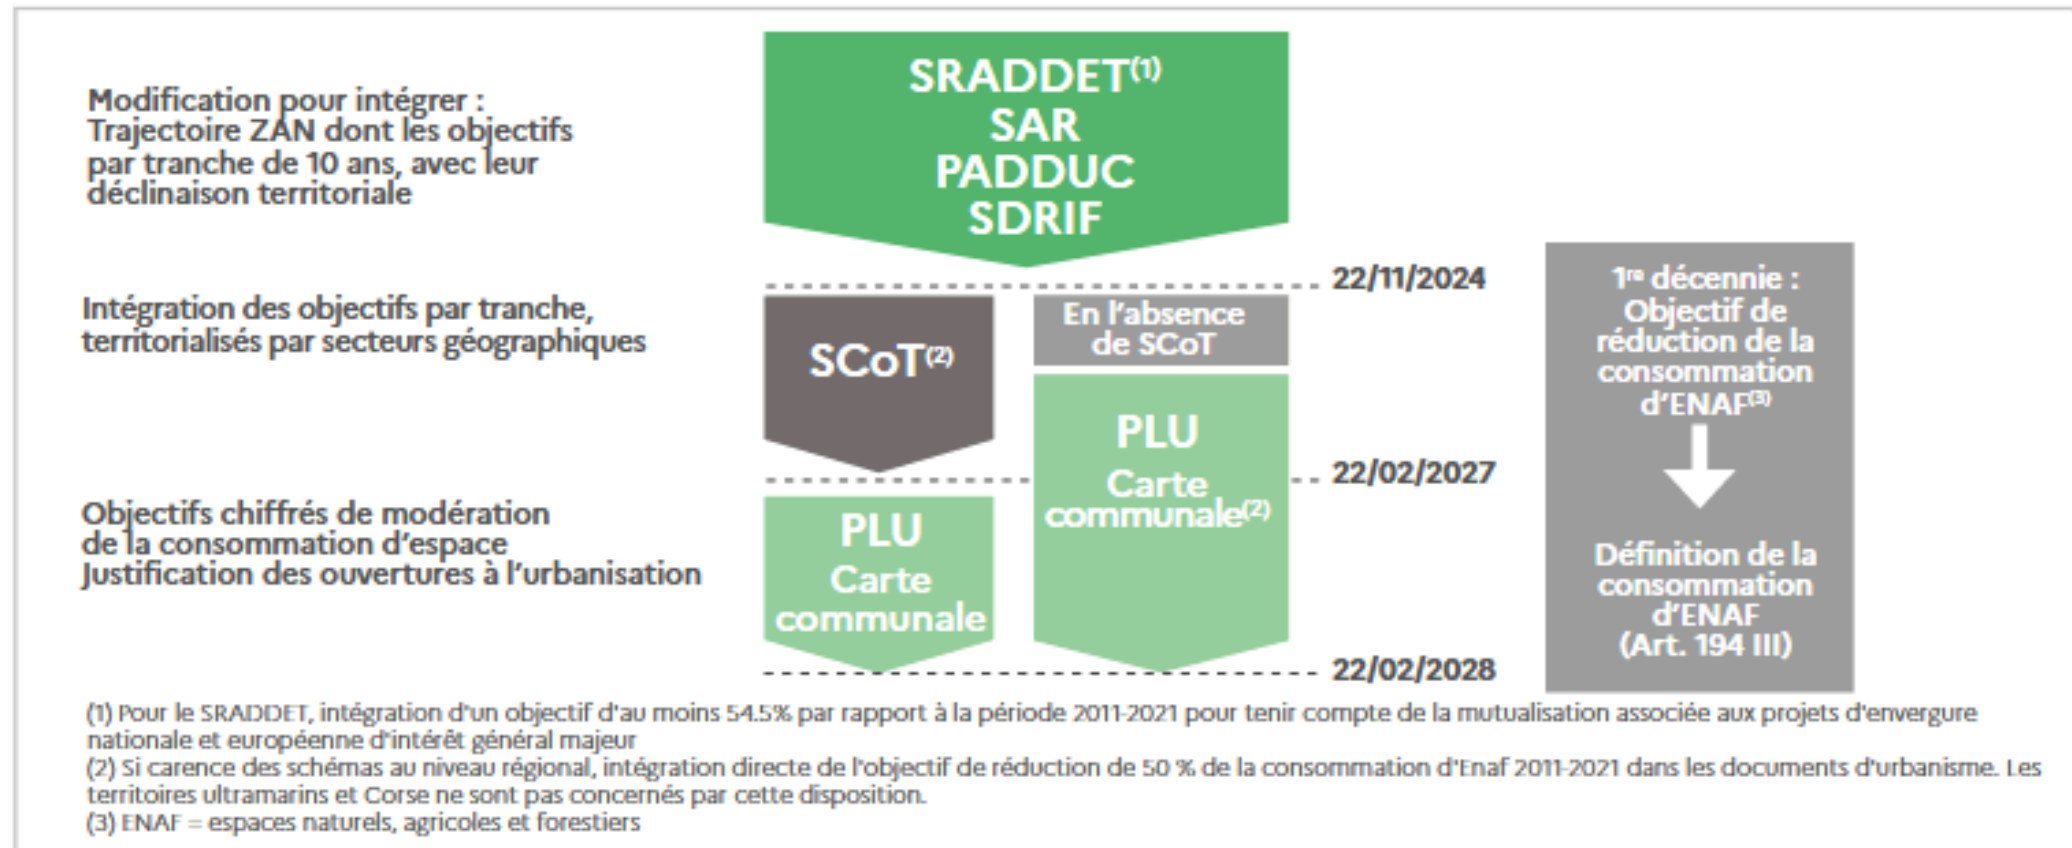 Modification pour intégrer :
Trajectoire ZAN dont les objectifs
par tranche de 10 ans, avec leur
déclinaison territoriale
SRADDET(1)
SAR
PADDUC
SDRIF
22/11/2024
Intégration des objectifs par tranche,
territorialisés par secteurs géographiques
SCoT(2)
En l'absence
de SCoT
PLU
Carte
communale(2)
22/02/2027
Objectifs chiffrés de modération
de la consommation d'espace
Justification des ouvertures à l'urbanisation
PLU
Carte
communale
22/02/2028
1re décennie :
Objectif de
réduction de la
consommation
d'ENAF(3)
Définition de la
consommation
d'ENAF
(Art. 194 III)
(1) Pour le SRADDET, intégration d'un objectif d'au moins 54.5% par rapport à la période 2011-2021 pour tenir compte de la mutualisation associée aux projets d'envergure
nationale et européenne d'intérêt général majeur
(2) Si carence des schémas au niveau régional, intégration directe de l'objectif de réduction de 50 % de la consommation d'Enaf 2011-2021 dans les documents d'urbanisme. Les
territoires ultramarins et Corse ne sont pas concernés par cette disposition.
(3) ENAF = espaces naturels, agricoles et forestiers